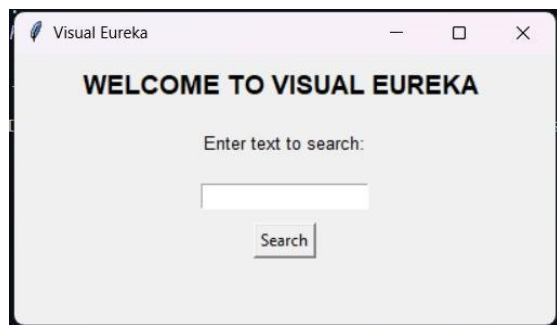 Visual Eureka
WELCOME TO VISUAL EUREKA
Enter text to search:
Search